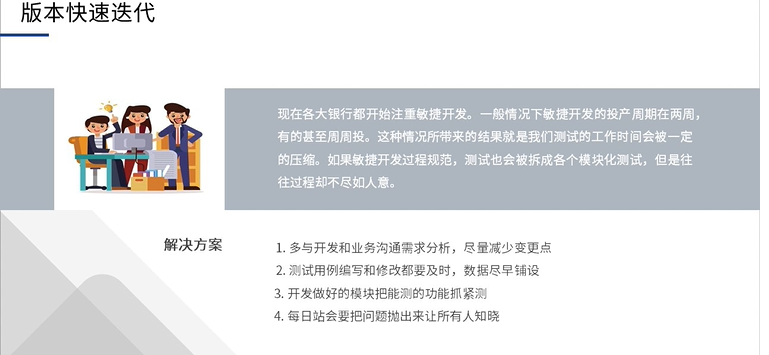 版本快速迭代
现在各大银行都开始注重敏捷开发。一般情况下敏捷开发的投产周期在两周，
有的甚至周周投。这种情况所带来的结果就是我们测试的工作时间会被一定
的压缩。如果敏捷开发过程规范，测试也会被拆成各个模块化测试，但是往
往过程却不尽如人意。
解决方案
1. 多与开发和业务沟通需求分析，尽量减少变更点
2. 测试用例编写和修改都要及时，数据尽早铺设
3. 开发做好的模块把能测的功能抓紧测
4. 每日站会要把问题抛出来让所有人知晓